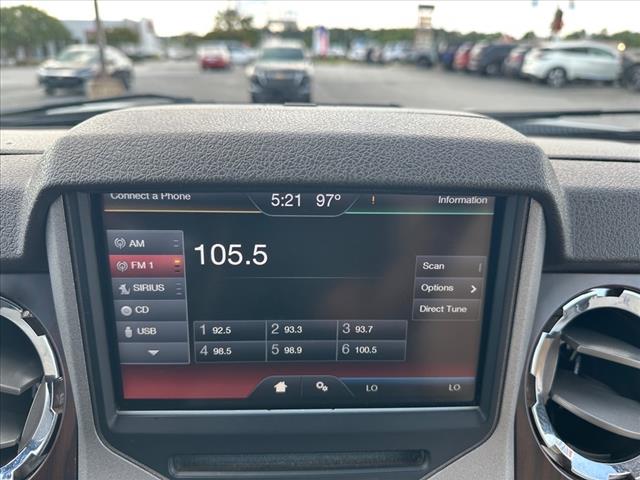 Connect a Phone 5:21 97° ! Information
AM
FM 1
SIRIUS
CD
USB
105.5
Scan
Options >
Direct Tune
1 92.5 2 93.3 3 93.7
4 98.5 5 98.9 6 100.5
LO LO